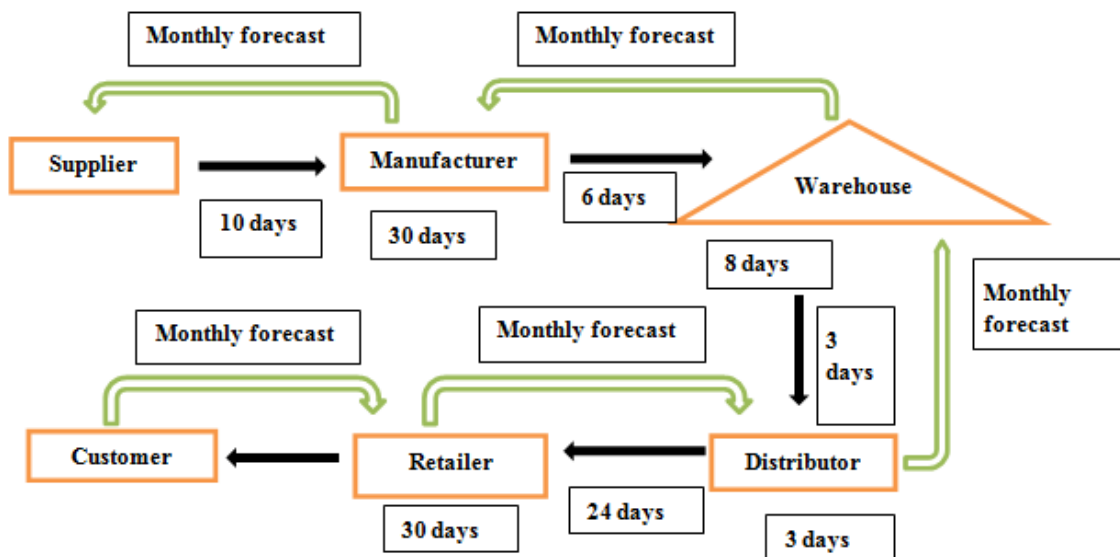 Monthly forecast
Monthly forecast
Supplier
Manufacturer
Warehouse
10 days
30 days
6 days
8 days
Monthly
forecast
3
days
Monthly forecast
Monthly forecast
Customer
Retailer
Distributor
30 days
24 days
3 days